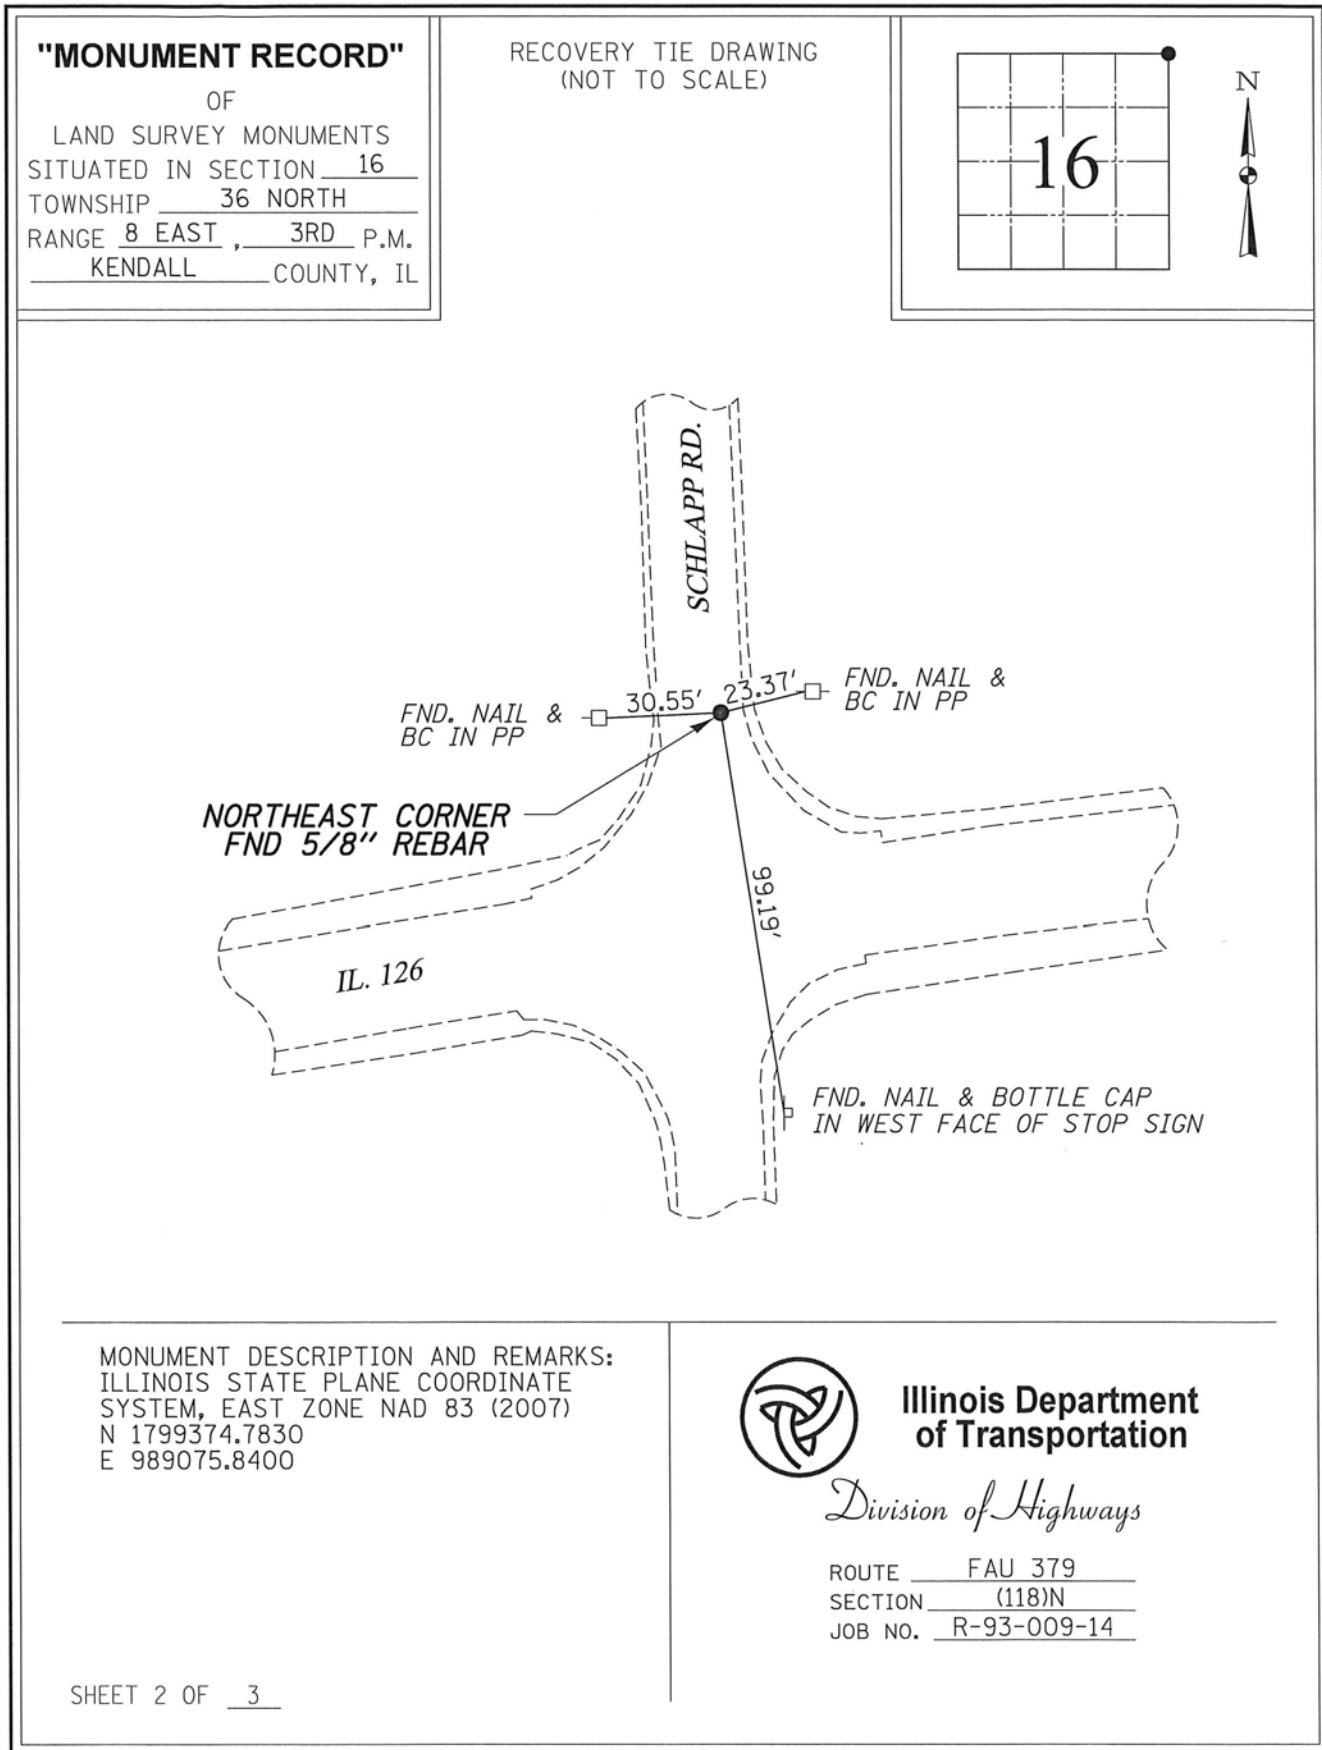 "MONUMENT RECORD"
OF
LAND SURVEY MONUMENTS
SITUATED IN SECTION 16
TOWNSHIP 36 NORTH
RANGE 8 EAST, 3RD P.M.
KENDALL COUNTY, IL
RECOVERY TIE DRAWING
(NOT TO SCALE)
16
N
SCHLAPP RD.
30.55'
23.37'
FND. NAIL &
BC IN PP
FND. NAIL &
BC IN PP
NORTHEAST CORNER
FND 5/8" REBAR
99.19'
IL. 126
FND. NAIL & BOTTLE CAP
IN WEST FACE OF STOP SIGN
MONUMENT DESCRIPTION AND REMARKS:
ILLINOIS STATE PLANE COORDINATE
SYSTEM, EAST ZONE NAD 83 (2007)
N 1799374.7830
E 989075.8400
Illinois Department
of Transportation
Division of Highways
ROUTE FAU 379
SECTION (118)N
JOB NO. R-93-009-14
SHEET 2 OF 3